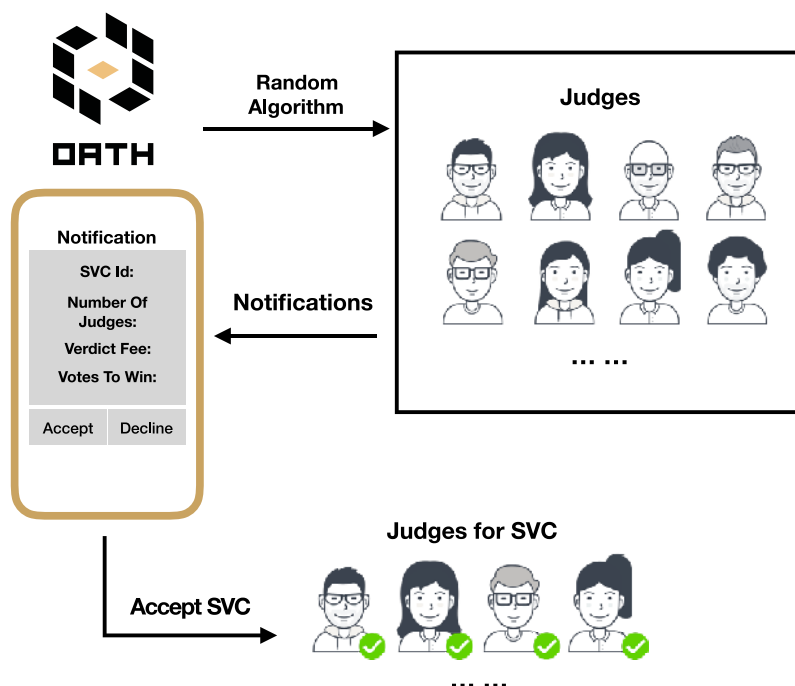 OATH
Random
Algorithm
Judges
... ...
Notifications
Notification
SVC Id:
Number Of
Judges:
Verdict Fee:
Votes To Win:
Accept
Decline
Accept SVC
Judges for SVC
... ...